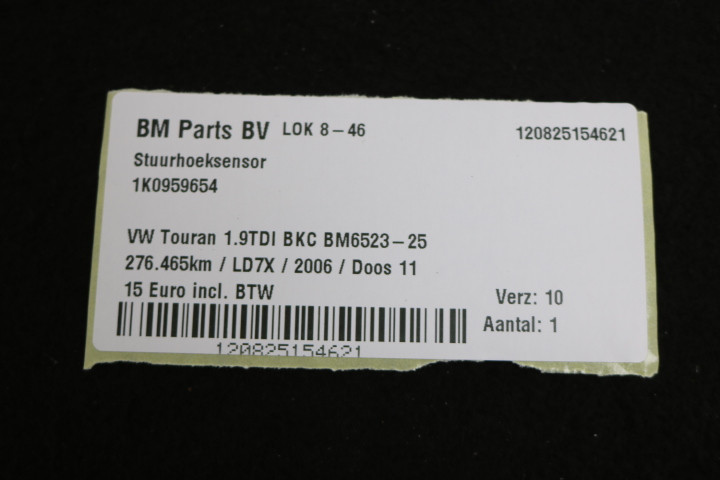 BM Parts BV LOK 8-46 120825154621
Stuurhoeksensor
1K0959654
VW Touran 1.9TDI BKC BM6523-25
276.465km / LD7X / 2006 / Doos 11
15 Euro incl. BTW Verz: 10
Aantal: 1
120825154621